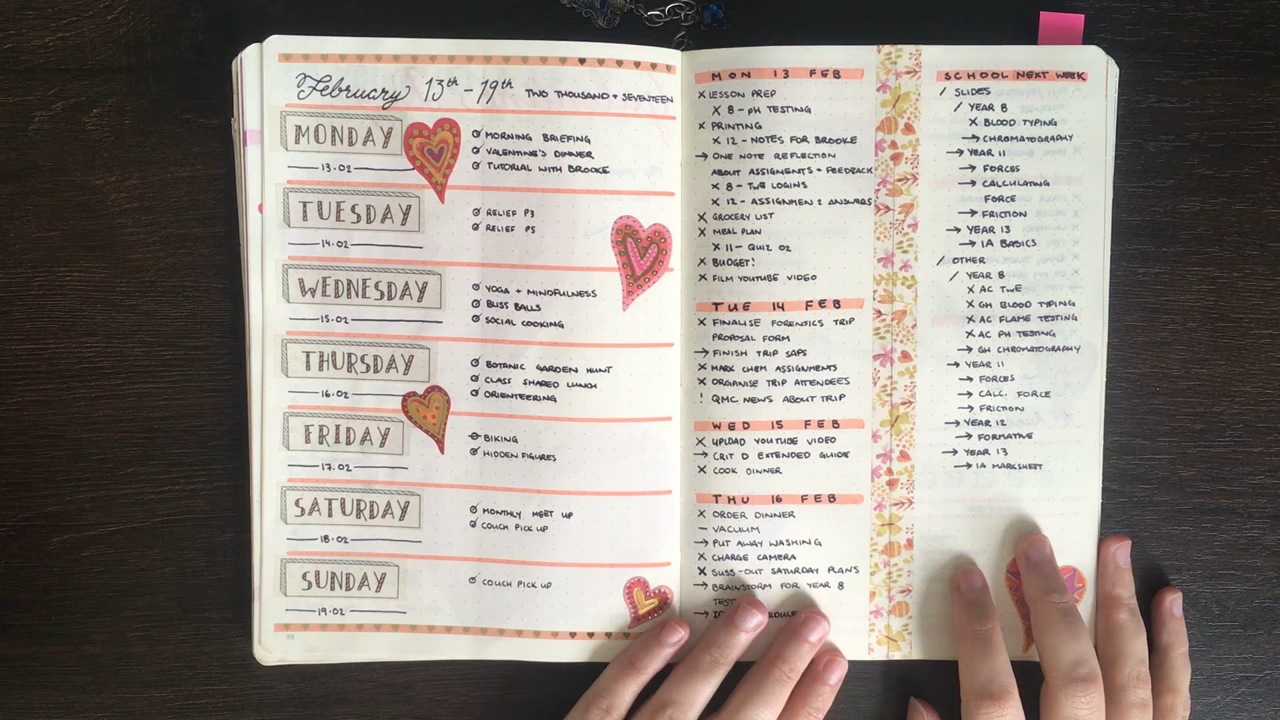 February 13th - 19th TWO THOUSAND + SEVENTEEN
MONDAY
13.02
MORNING BRIEFING
VALENTINE'S DINNER
TUTORIAL WITH BROOKE
TUESDAY
14.02
RELIEF P3
RELIEF P5
WEDNESDAY
15.02
YOGA + MINDFULNESS
BLISS BALLS
SOCIAL COOKING
THURSDAY
16.02
BOTANIC GARDEN HUNT
CLASS SHARED LUNCH
ORIENTEERING
FRIDAY
17.02
BIKING
HIDDEN FIGURES
SATURDAY
18.02
MONTHLY MEET UP
COUCH PICK UP
SUNDAY
19.02
COUCH PICK UP
MON 13 FEB
X LESSON PREP
X 8 - pH TESTING
X PRINTING
X 12 - NOTES FOR BROOKE
→ ONE NOTE REFLECTION
ABOUT ASSIGMENTS + FEEDBACK
X 8 - TWE LOGINS
X 12 - ASSIGNMEN 2 ANSWERS
X GROCERY LIST
X MEAL PLAN
X 11 - QUIZ 02
X BUDGET!
X FILM YOUTUBE VIDEO
TUE 14 FEB
X FINALISE FORENSICS TRIP
PROPOSAL FORM
→ FINISH TRIP SAPS
X MARK CHEM ASSIGNMENTS
X ORGANISE TRIP ATTENDEES
! QMC NEWS ABOUT TRIP
WED 15 FEB
X UPLOAD YOUTUBE VIDEO
→ CRIT D EXTENDED GUIDE
X COOK DINNER
THU 16 FEB
X ORDER DINNER
– VACUUM
→ PUT AWAY WASHING
X CHARGE CAMERA
X SUSS-OUT SATURDAY PLANS
→ BRAINSTORM FOR YEAR 8
SCHOOL NEXT WEEK
/ SLIDES
/ YEAR 8
X BLOOD TYPING
→ CHROMATOGRAPHY
→ YEAR 11
→ FORCES
→ CALCULATING
FORCE
→ FRICTION
→ YEAR 13
→ IA BASICS
/ OTHER
/ YEAR 8
X AC TWE
X GH BLOOD TYPING
X AC FLAME TESTING
X AC PH TESTING
→ GH CHROMATOGRAPHY
→ YEAR 11
→ FORCES
→ CALC. FORCE
→ FRICTION
→ YEAR 12
→ FORMATIVE
→ YEAR 13
→ IA MARKSHEET